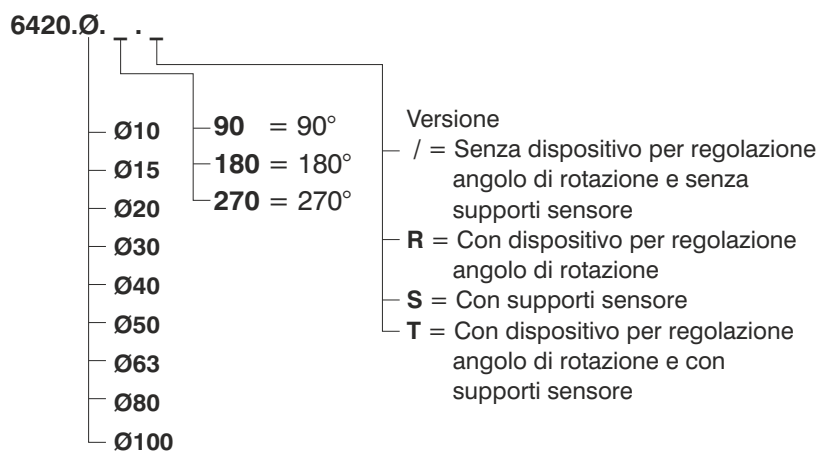 6420.Ø._._
Ø10
Ø15
Ø20
Ø30
Ø40
Ø50
Ø63
Ø80
Ø100
90 = 90°
180 = 180°
270 = 270°
Versione
/ = Senza dispositivo per regolazione
angolo di rotazione e senza
supporti sensore
R = Con dispositivo per regolazione
angolo di rotazione
S = Con supporti sensore
T = Con dispositivo per regolazione
angolo di rotazione e con
supporti sensore